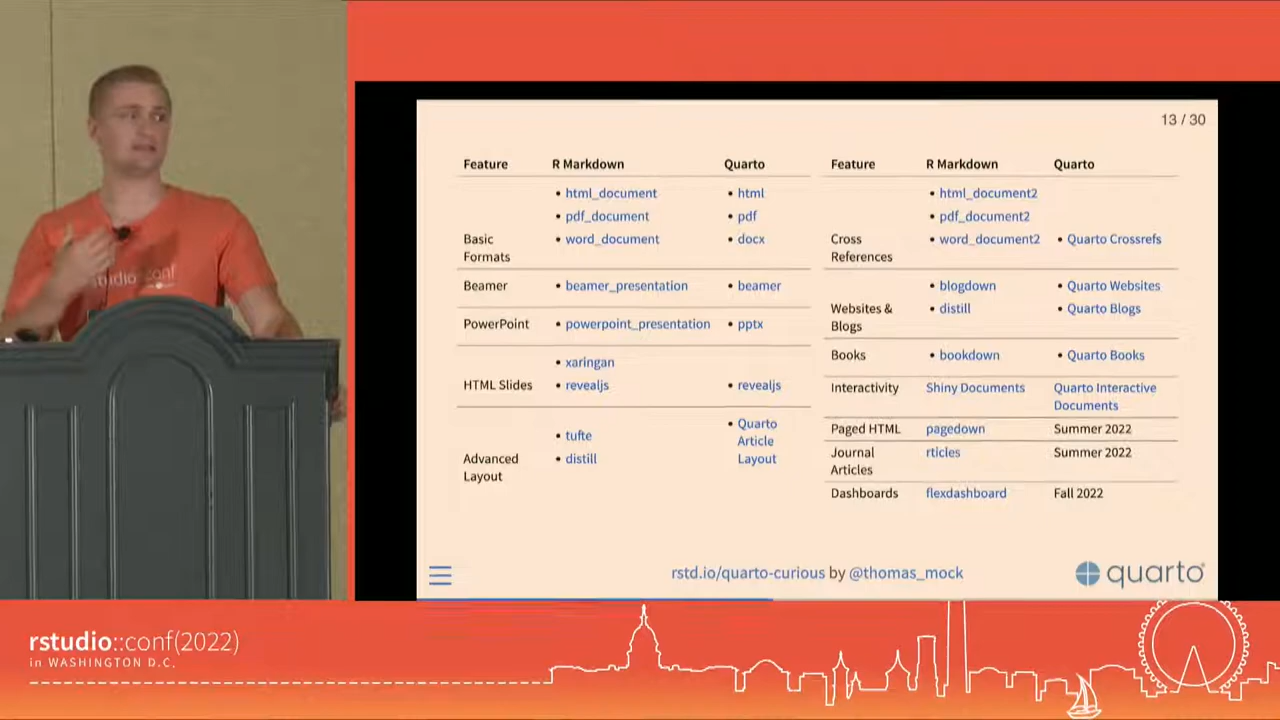 studio::conf
13 / 30
Feature R Markdown Quarto
• html_document • html
• pdf_document • pdf
Basic Formats • word_document • docx
Beamer • beamer_presentation • beamer
PowerPoint • powerpoint_presentation • pptx
• xaringan
HTML Slides • revealjs • revealjs
Advanced Layout • tufte • distill • Quarto Article Layout
Feature R Markdown Quarto
• html_document2
• pdf_document2
Cross References • word_document2 • Quarto Crossrefs
• blogdown • Quarto Websites
Websites & Blogs • distill • Quarto Blogs
Books • bookdown • Quarto Books
Interactivity Shiny Documents Quarto Interactive Documents
Paged HTML pagedown Summer 2022
Journal Articles rticles Summer 2022
Dashboards flexdashboard Fall 2022
rstd.io/quarto-curious by @thomas_mock
quarto
rstudio::conf(2022)
in WASHINGTON D.C.